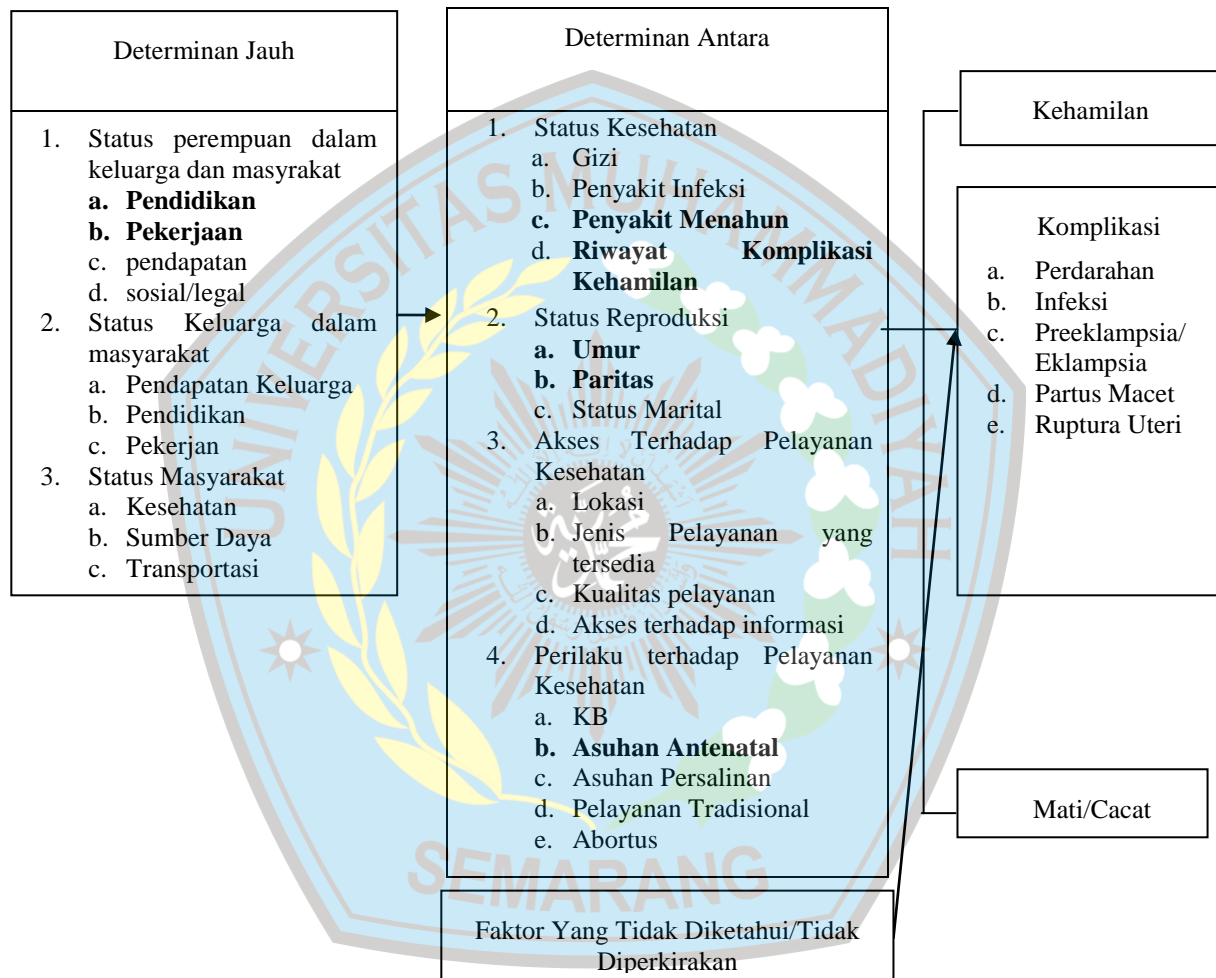 Determinan Jauh
1. Status perempuan dalam
keluarga dan masyrakat
a. Pendidikan
b. Pekerjaan
c. pendapatan
d. sosial/legal
2. Status Keluarga dalam
masyarakat
a. Pendapatan Keluarga
b. Pendidikan
c. Pekerjan
3. Status Masyarakat
a. Kesehatan
b. Sumber Daya
c. Transportasi
Determinan Antara
1. Status Kesehatan
a. Gizi
b. Penyakit Infeksi
c. Penyakit Menahun
d. Riwayat Komplikasi
Kehamilan
2. Status Reproduksi
a. Umur
b. Paritas
c. Status Marital
3. Akses Terhadap Pelayanan
Kesehatan
a. Lokasi
b. Jenis Pelayanan yang
tersedia
c. Kualitas pelayanan
d. Akses terhadap informasi
4. Perilaku terhadap Pelayanan
Kesehatan
a. KB
b. Asuhan Antenatal
c. Asuhan Persalinan
d. Pelayanan Tradisional
e. Abortus
Faktor Yang Tidak Diketahui/Tidak
Diperkirakan
Kehamilan
Komplikasi
a. Perdarahan
b. Infeksi
c. Preeklampsia/
Eklampsia
d. Partus Macet
e. Ruptura Uteri
Mati/Cacat
UNIVERSITAS MUHAMMADIYAH
SEMARANG